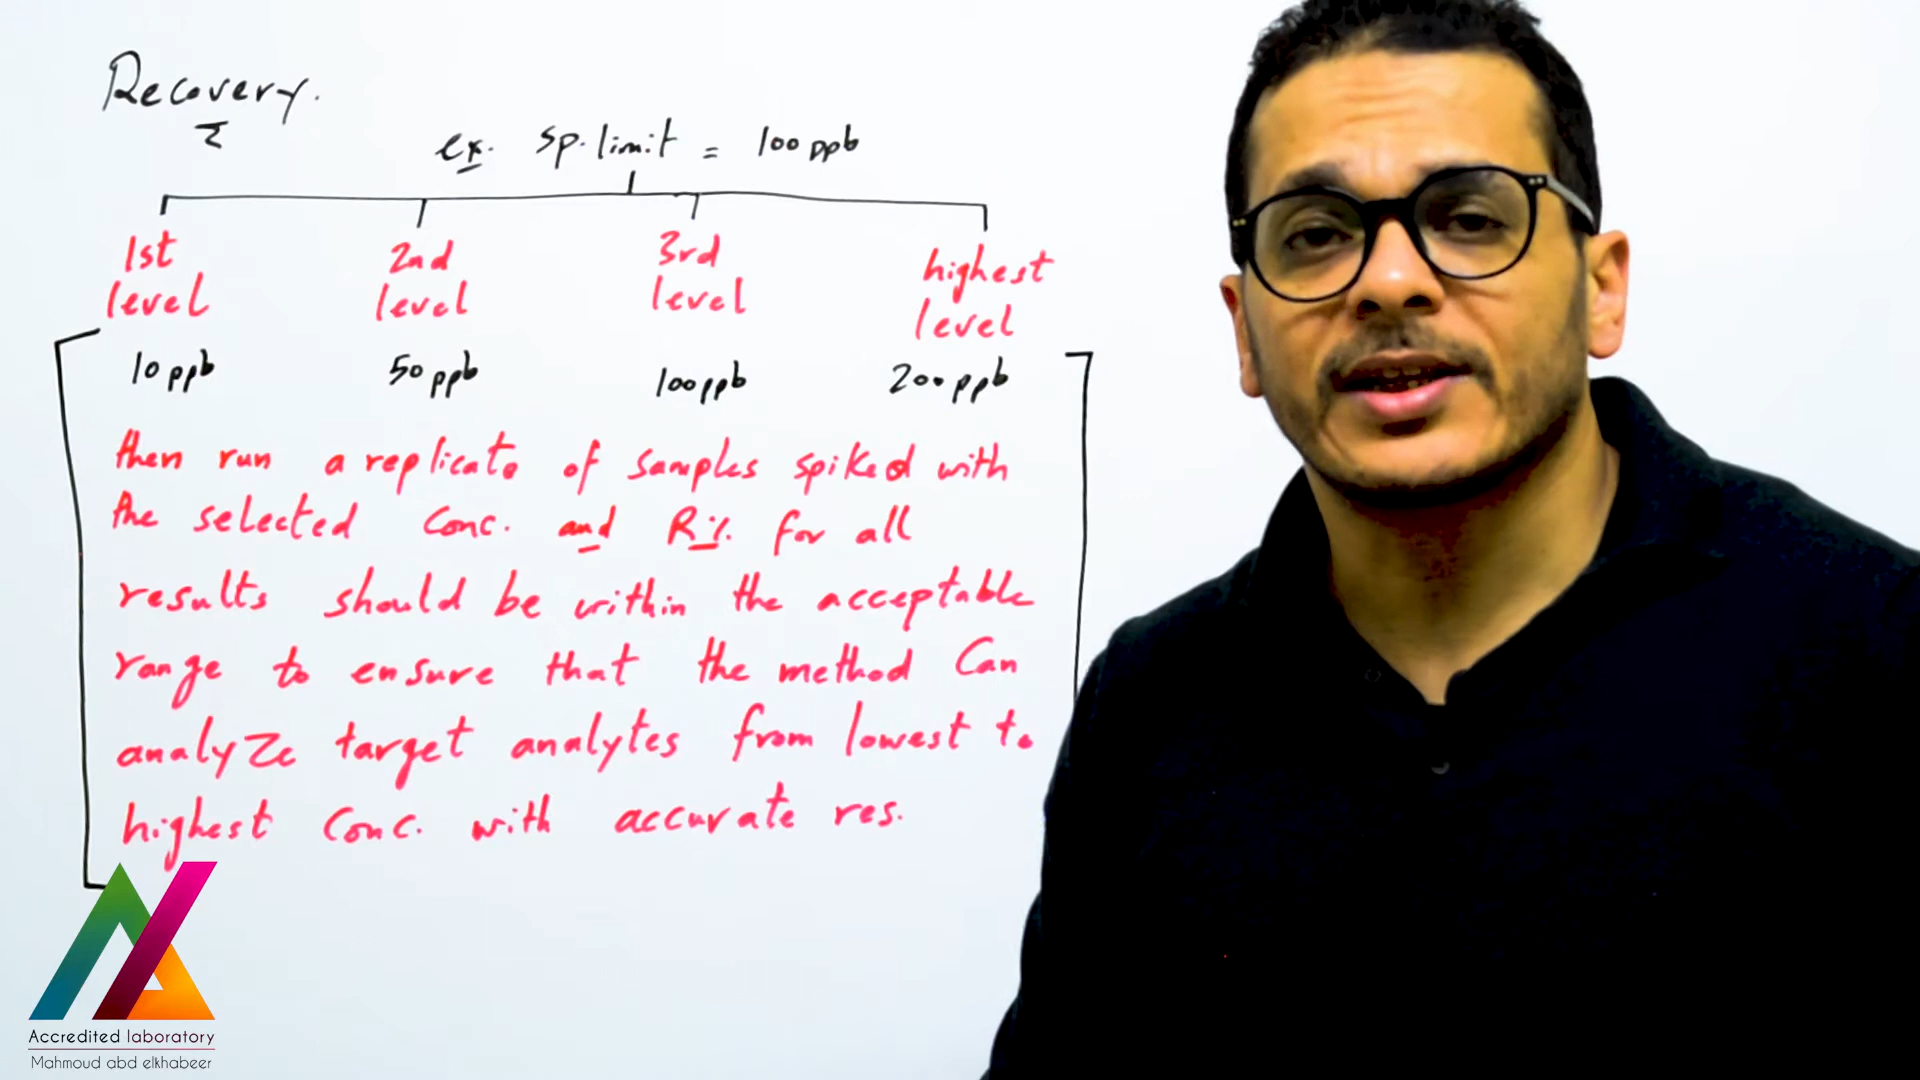 Recovery.
ex. sp. limit = 100 ppb
1st level
2nd level
3rd level
highest level
10 ppb
50 ppb
100 ppb
200 ppb
then run a replicate of samples spiked with
the selected Conc. and R%. for all
results should be within the acceptable
range to ensure that the method Can
analyze target analytes from lowest to
highest Conc. with accurate res.
Accredited laboratory
Mahmoud abd elkhabeer